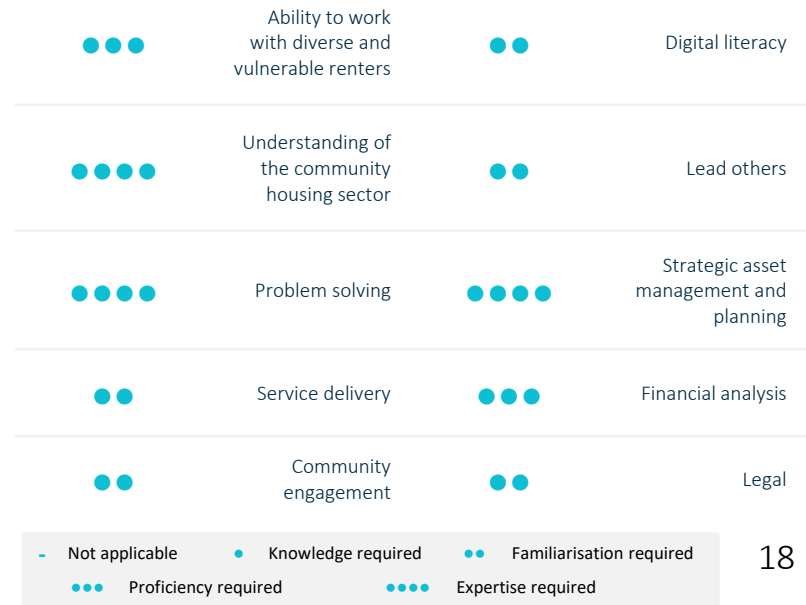 Ability to work
with diverse and
vulnerable renters
Digital literacy
Understanding of
the community
housing sector
Lead others
Problem solving
Strategic asset
management and
planning
Service delivery
Financial analysis
Community
engagement
Legal
- Not applicable
● Knowledge required
●● Familiarisation required
●●● Proficiency required
●●●● Expertise required
18